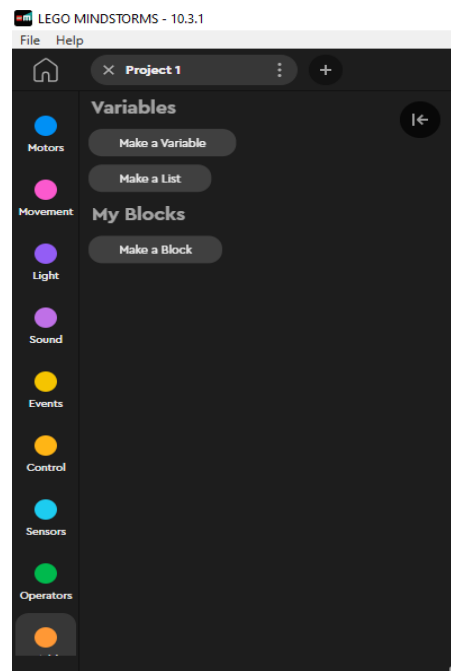 LEGO MINDSTORMS - 10.3.1
File Help
Project 1
Variables
Make a Variable
Make a List
My Blocks
Make a Block
Motors
Movement
Light
Sound
Events
Control
Sensors
Operators